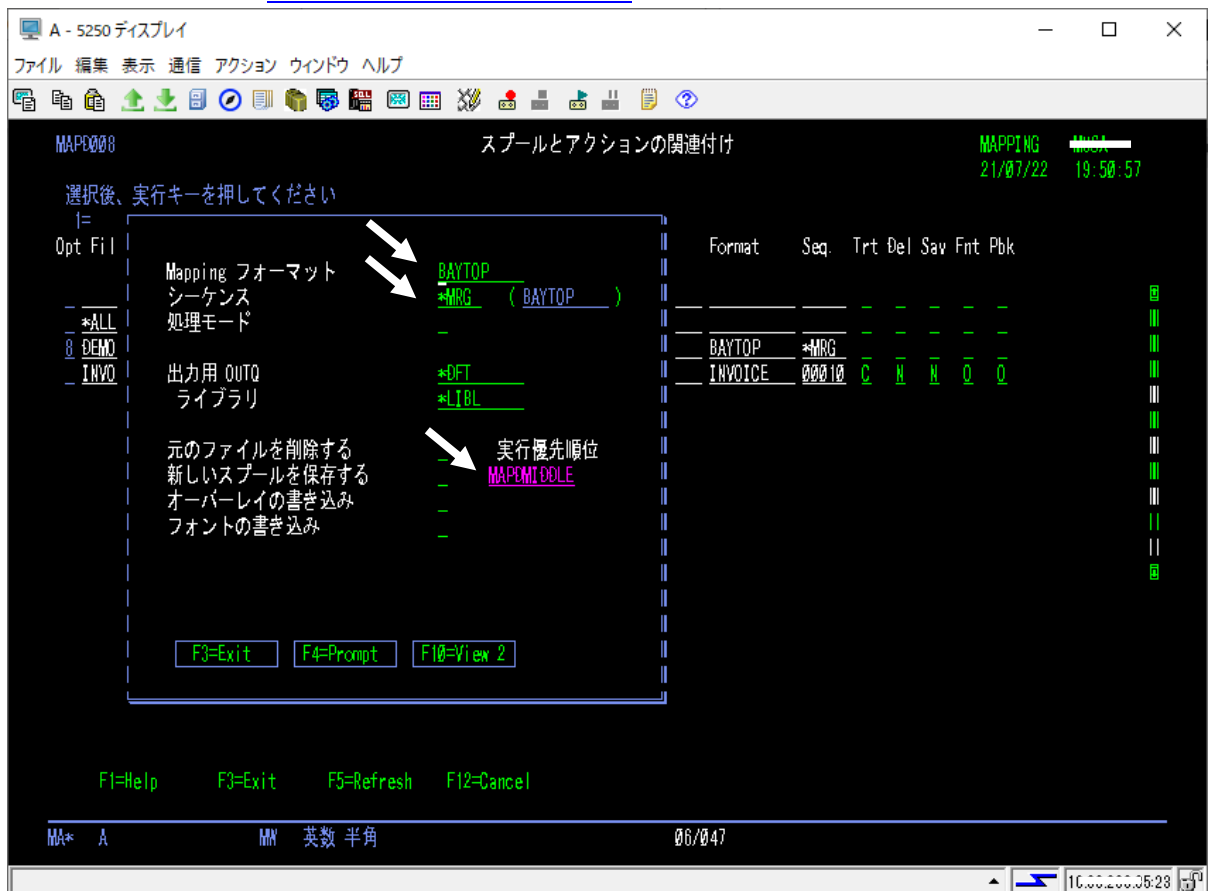 A - 5250 ディスプレイ
ファイル 編集 表示 通信 アクション ウィンドウ ヘルプ
MAPD008 スプールとアクションの関連付け MAPPING
21/07/22 19:50:57
選択後、実行キーを押してください
1=
Opt Fil Format Seq. Trt Del Sav Fnt Pbk
Mapping フォーマット BAYTOP
シーケンス *MRG ( BAYTOP )
*ALL 処理モード
8 DEMO BAYTOP *MRG
INVO 出力用 OUTQ *DFT INVOICE 00010 C N N O O
ライブラリ *LIBL
元のファイルを削除する 実行優先順位
新しいスプールを保存する MAPDMIDDLE
オーバーレイの書き込み
フォントの書き込み
F3=Exit F4=Prompt F10=View 2
F1=Help F3=Exit F5=Refresh F12=Cancel
MA* A MW 英数 半角 06/047